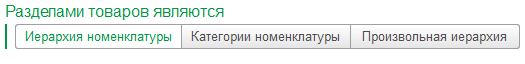 Разделами товаров являются
Иерархия номенклатуры Категории номенклатуры Произвольная иерархия